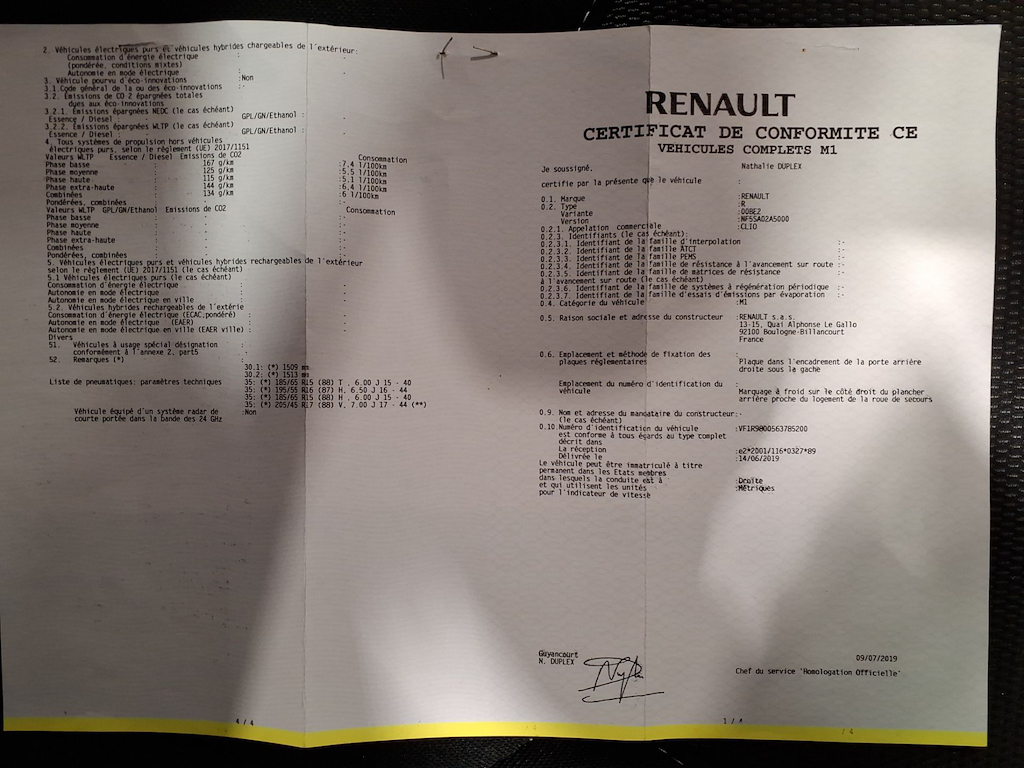 2. Véhicules électriques purs et véhicules hybrides chargeables de l'extérieur:
Consommation d'énergie électrique :
(pondérée, conditions mixtes)
Autonomie en mode électrique :
3. Véhicule pourvu d'éco-innovations :Non
3.1.Code général de la ou des éco-innovations :-
3.2. Emissions de CO 2 épargnées totales
dues aux éco-innovations
3.2.1. Emissions épargnées NEDC (le cas échéant)
Essence / Diesel : GPL/GN/Ethanol :
3.2.2. Emissions épargnées WLTP (le cas échéant)
Essence / Diesel : GPL/GN/Ethanol :
4. Tous systèmes de propulsion hors véhicules
électriques purs, selon le règlement (UE) 2017/1151
Valeurs WLTP Essence / Diesel Emissions de CO2 Consommation
Phase basse : 167 g/km :7.4 l/100km
Phase moyenne : 125 g/km :5.5 l/100km
Phase haute : 115 g/km :5.1 l/100km
Phase extra-haute : 144 g/km :6.4 l/100km
Combinées : 134 g/km :6 l/100km
Pondérées, combinées : :-
Valeurs WLTP GPL/GN/Ethanol Emissions de CO2 Consommation
Phase basse : :-
Phase moyenne : :-
Phase haute : :-
Phase extra-haute : :-
Combinées : :-
Pondérées, combinées : :-
5. Véhicules électriques purs et véhicules hybrides rechargeables de l'extérieur
selon le règlement (UE) 2017/1151 (le cas échéant)
5.1 Véhicules électriques purs (le cas échéant)
Consommation d'énergie électrique :
Autonomie en mode électrique :
Autonomie en mode électrique en ville :
5.2. Véhicules hybrides rechargeables de l'extérie
Consommation d'énergie électrique (ECAC,pondéré) :
Autonomie en mode électrique (EAER) :
Autonomie en mode électrique en ville (EAER ville) :
Divers
51. Véhicules à usage spécial désignation :
conformément à l'annexe 2, part5
52. Remarques (*) :
30.1: (*) 1509 mm
30.2: (*) 1513 mm
Liste de pneumatics: paramètres techniques 35: (*) 185/65 R15 (88) T . 6.00 J 15 - 40
35: (*) 195/55 R16 (87) H. 6.50 J 16 - 44
35: (*) 185/65 R15 (88) H . 6.00 J 15 - 40
35: (*) 205/45 R17 (88) V. 7.00 J 17 - 44 (**)
Véhicule équipé d'un système radar de :Non
courte portée dans la bande des 24 GHz
4 / 4
RENAULT
CERTIFICAT DE CONFORMITE CE
VEHICULES COMPLETS M1
Je soussigné, Nathalie DUPLEX
certifie par la présente que le véhicule :
0.1. Marque :RENAULT
0.2. Type :R
Variante :00BE2
Version :NF5SA02A5000
0.2.1. Appelation commerciale :CLIO
0.2.3. Identifiants (le cas échéant):
0.2.3.1. Identifiant de la famille d'interpolation :-
0.2.3.2. Identifiant de la famille ATCT :-
0.2.3.3. Identifiant de la famille PEMS :-
0.2.3.4. Identifiant de la famille de résistance à l'avancement sur route :-
0.2.3.5. Identifiant de la famille de matrices de résistance
à l'avancement sur route (le cas échéant) :-
0.2.3.6. Identifiant de la famille de systèmes à régénération périodique :-
0.2.3.7. Identifiant de la famille d'essais d'émissions par évaporation :-
0.4. Catégorie du véhicule :M1
0.5. Raison sociale et adresse du constructeur :RENAULT s.a.s.
13-15, Quai Alphonse Le Gallo
92100 Boulogne-Billancourt
France
0.6. Emplacement et méthode de fixation des :
plaques réglementaires Plaque dans l'encadrement de la porte arrière
droite sous la gache
Emplacement du numéro d'identification du :
véhicule Marquage à froid sur le côté droit du plancher
arrière proche du logement de la roue de secours
0.9. Nom et adresse du mandataire du constructeur:-
(le cas échéant)
0.10.Numéro d'identification du véhicule :VF1R9800563785200
est conforme à tous égards au type complet
décrit dans
La réception :e2*2001/116*0327*89
Délivrée le :14/06/2019
Le véhicule peut être immatriculé à titre
permanent dans les Etats membres
dans lesquels la conduite est à :Droite
et qui utilisent les unités :Métriques
pour l'indicateur de vitesse
Guyancourt 09/07/2019
N. DUPLEX Chef du service 'Homologation Officielle'
1 / 4